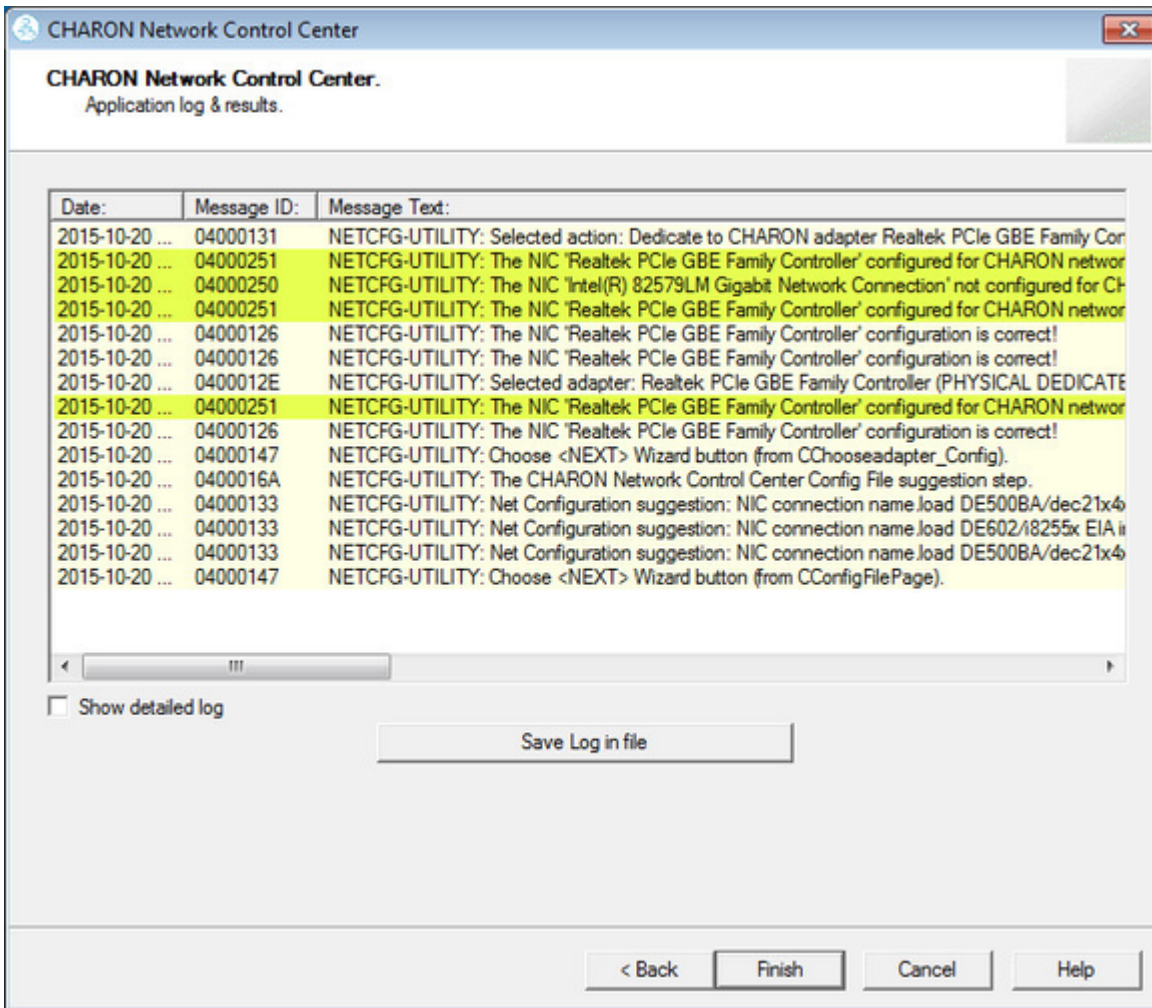 CHARON Network Control Center
CHARON Network Control Center.
Application log & results.
Date: Message ID: Message Text:
2015-10-20 ... 04000131 NETCFG-UTILITY: Selected action: Dedicate to CHARON adapter Realtek PCIe GBE Family Con
2015-10-20 ... 04000251 NETCFG-UTILITY: The NIC 'Realtek PCIe GBE Family Controller' configured for CHARON networ
2015-10-20 ... 04000250 NETCFG-UTILITY: The NIC 'Intel(R) 82579LM Gigabit Network Connection' not configured for CH
2015-10-20 ... 04000251 NETCFG-UTILITY: The NIC 'Realtek PCIe GBE Family Controller' configured for CHARON networ
2015-10-20 ... 04000126 NETCFG-UTILITY: The NIC 'Realtek PCIe GBE Family Controller' configuration is correct!
2015-10-20 ... 04000126 NETCFG-UTILITY: The NIC 'Realtek PCIe GBE Family Controller' configuration is correct!
2015-10-20 ... 0400012E NETCFG-UTILITY: Selected adapter: Realtek PCIe GBE Family Controller (PHYSICAL DEDICATE
2015-10-20 ... 04000251 NETCFG-UTILITY: The NIC 'Realtek PCIe GBE Family Controller' configured for CHARON networ
2015-10-20 ... 04000126 NETCFG-UTILITY: The NIC 'Realtek PCIe GBE Family Controller' configuration is correct!
2015-10-20 ... 04000147 NETCFG-UTILITY: Choose <NEXT> Wizard button (from CChooseadapter_Config).
2015-10-20 ... 0400016A NETCFG-UTILITY: The CHARON Network Control Center Config File suggestion step.
2015-10-20 ... 04000133 NETCFG-UTILITY: Net Configuration suggestion: NIC connection name.load DE500BA/dec21x4x
2015-10-20 ... 04000133 NETCFG-UTILITY: Net Configuration suggestion: NIC connection name.load DE602/i8255x EIA i
2015-10-20 ... 04000133 NETCFG-UTILITY: Net Configuration suggestion: NIC connection name.load DE500BA/dec21x4x
2015-10-20 ... 04000147 NETCFG-UTILITY: Choose <NEXT> Wizard button (from CConfigFilePage).
Show detailed log
Save Log in file
< Back Finish Cancel Help